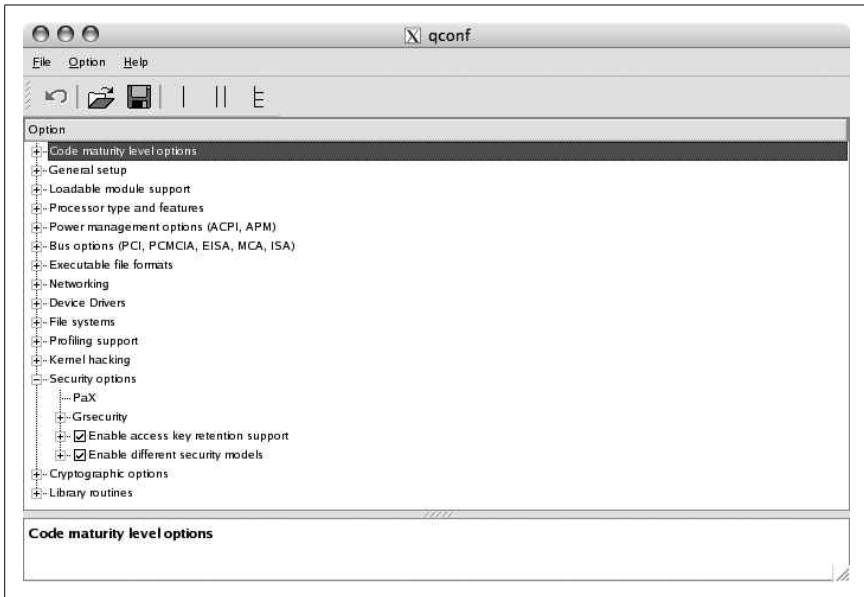 X qconf
File Option Help
Option
Code maturity level options
General setup
Loadable module support
Processor type and features
Power management options (ACPI, APM)
Bus options (PCI, PCMCIA, EISA, MCA, ISA)
Executable file formats
Networking
Device Drivers
File systems
Profiling support
Kernel hacking
Security options
PaX
Grsecurity
Enable access key retention support
Enable different security models
Cryptographic options
Library routines
Code maturity level options